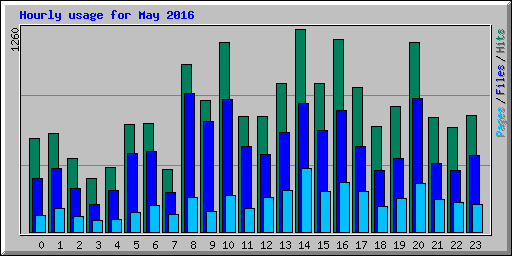 Hourly usage for May 2016
1260
Pages / Files / Hits
0 1 2 3 4 5 6 7 8 9 10 11 12 13 14 15 16 17 18 19 20 21 22 23